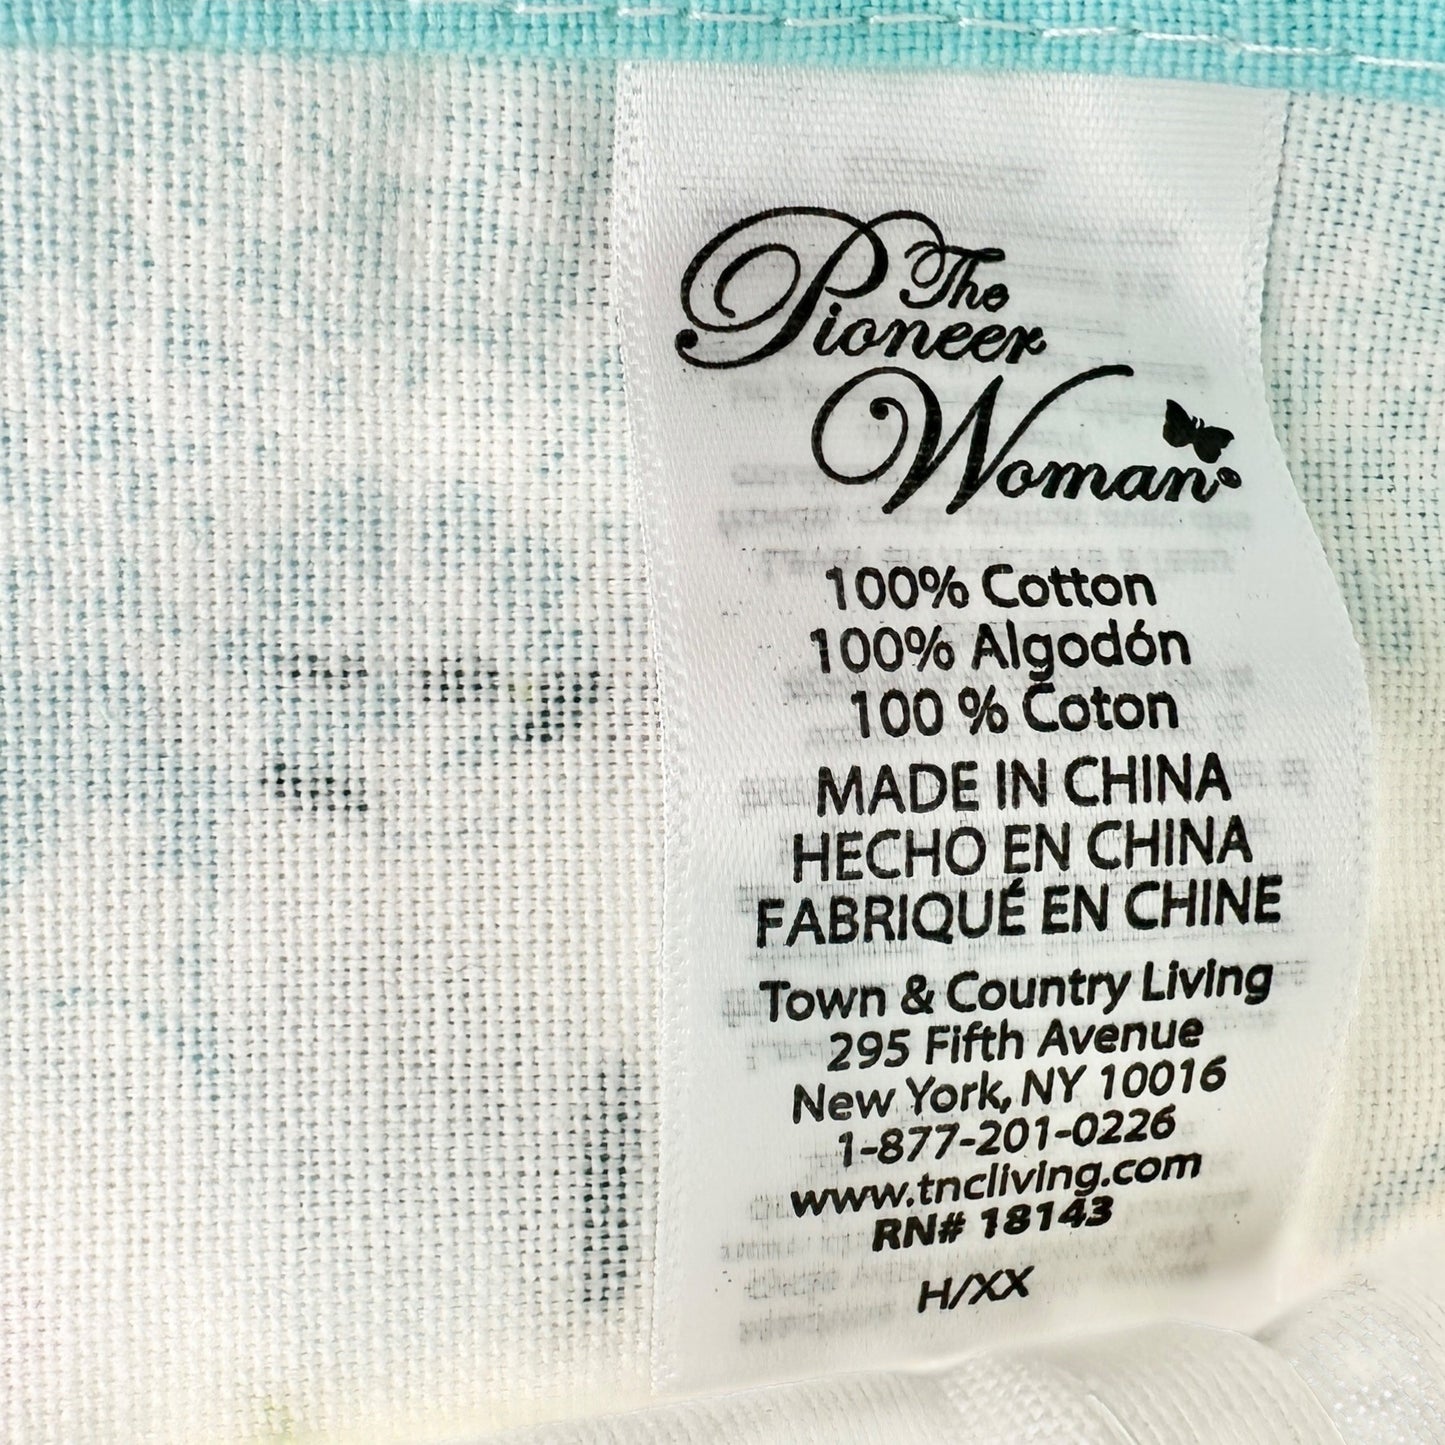 The
Pioneer
Woman®
100% Cotton
100% Algodón
100 % Coton
MADE IN CHINA
HECHO EN CHINA
FABRIQUÉ EN CHINE
Town & Country Living
295 Fifth Avenue
New York, NY 10016
1-877-201-0226
www.tncliving.com
RN# 18143
H/XX